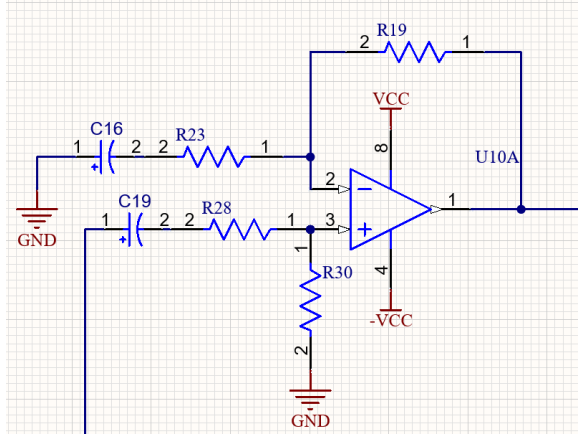 R19
2 1
VCC
8
C16
R23
1 2 2 1
U10A
2
1
C19
R28
1 2 2 1 3
GND
1
R30
4
-VCC
2
GND